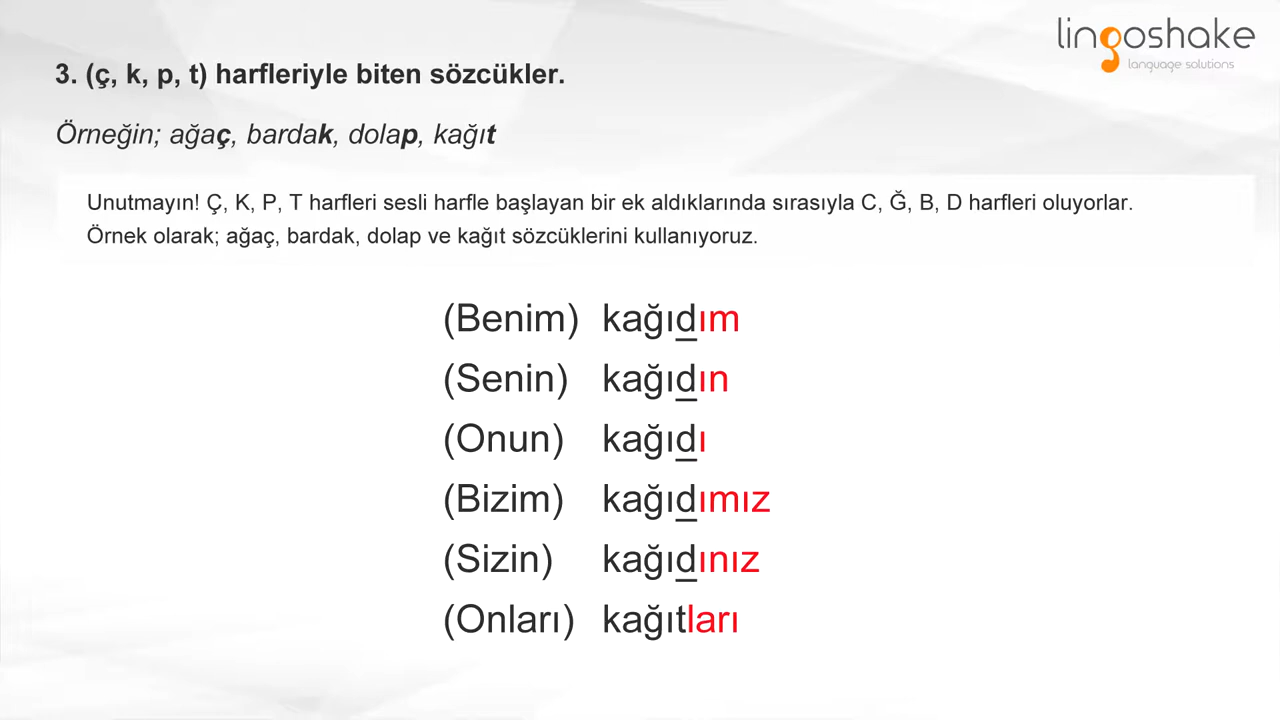 lingoshake
language solutions
3. (ç, k, p, t) harfleriyle biten sözcükler.
Örneğin; ağaç, bardak, dolap, kağıt
Unutmayın! Ç, K, P, T harfleri sesli harfle başlayan bir ek aldıklarında sırasıyla C, Ğ, B, D harfleri oluyorlar.
Örnek olarak; ağaç, bardak, dolap ve kağıt sözcüklerini kullanıyoruz.
(Benim) kağıdım
(Senin) kağıdın
(Onun) kağıdı
(Bizim) kağıdımız
(Sizin) kağıdınız
(Onları) kağıtları